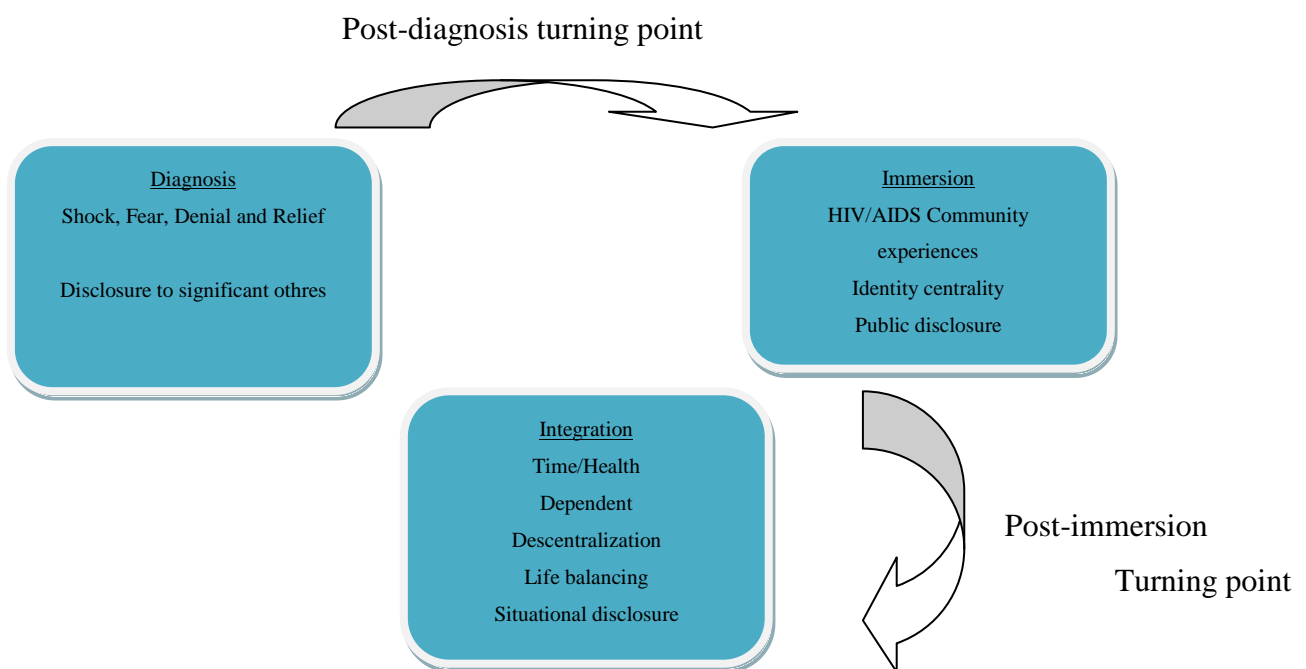 Post-diagnosis turning point
Diagnosis
Shock, Fear, Denial and Relief
Disclosure to significant othres
Immersion
HIV/AIDS Community
experiences
Identity centrality
Public disclosure
Integration
Time/Health
Dependent
Descentralization
Life balancing
Situational disclosure
Post-immersion
Turning point